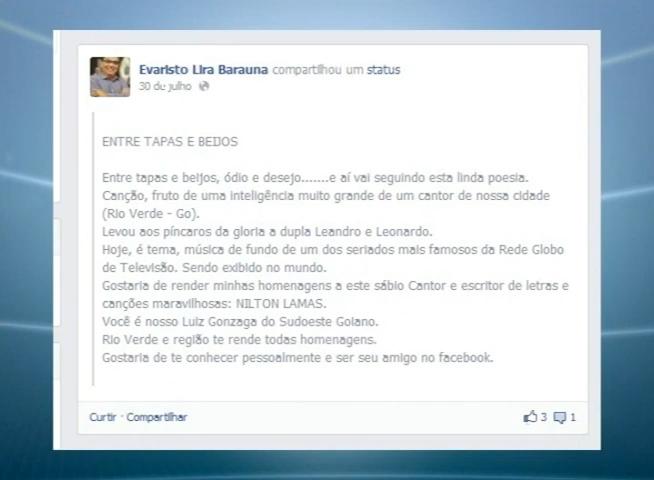 Evaristo Lira Barauna compartilhou um status
30 de julho
ENTRE TAPAS E BEIJOS
Entre tapas e beijos, ódio e desejo.......e aí vai seguindo esta linda poesia.
Canção, fruto de uma inteligência muito grande de um cantor de nossa cidade
(Rio Verde - Go).
Levou aos píncaros da gloria a dupla Leandro e Leonardo.
Hoje, é tema, música de fundo de um dos seriados mais famosos da Rede Globo
de Televisão. Sendo exibido no mundo.
Gostaria de render minhas homenagens a este sábio Cantor e escritor de letras e
canções maravilhosas: NILTON LAMAS.
Você é nosso Luiz Gonzaga do Sudoeste Goiano.
Rio Verde e região te rende todas homenagens.
Gostaria de te conhecer pessoalmente e ser seu amigo no facebook.
Curtir · Compartilhar 3 1